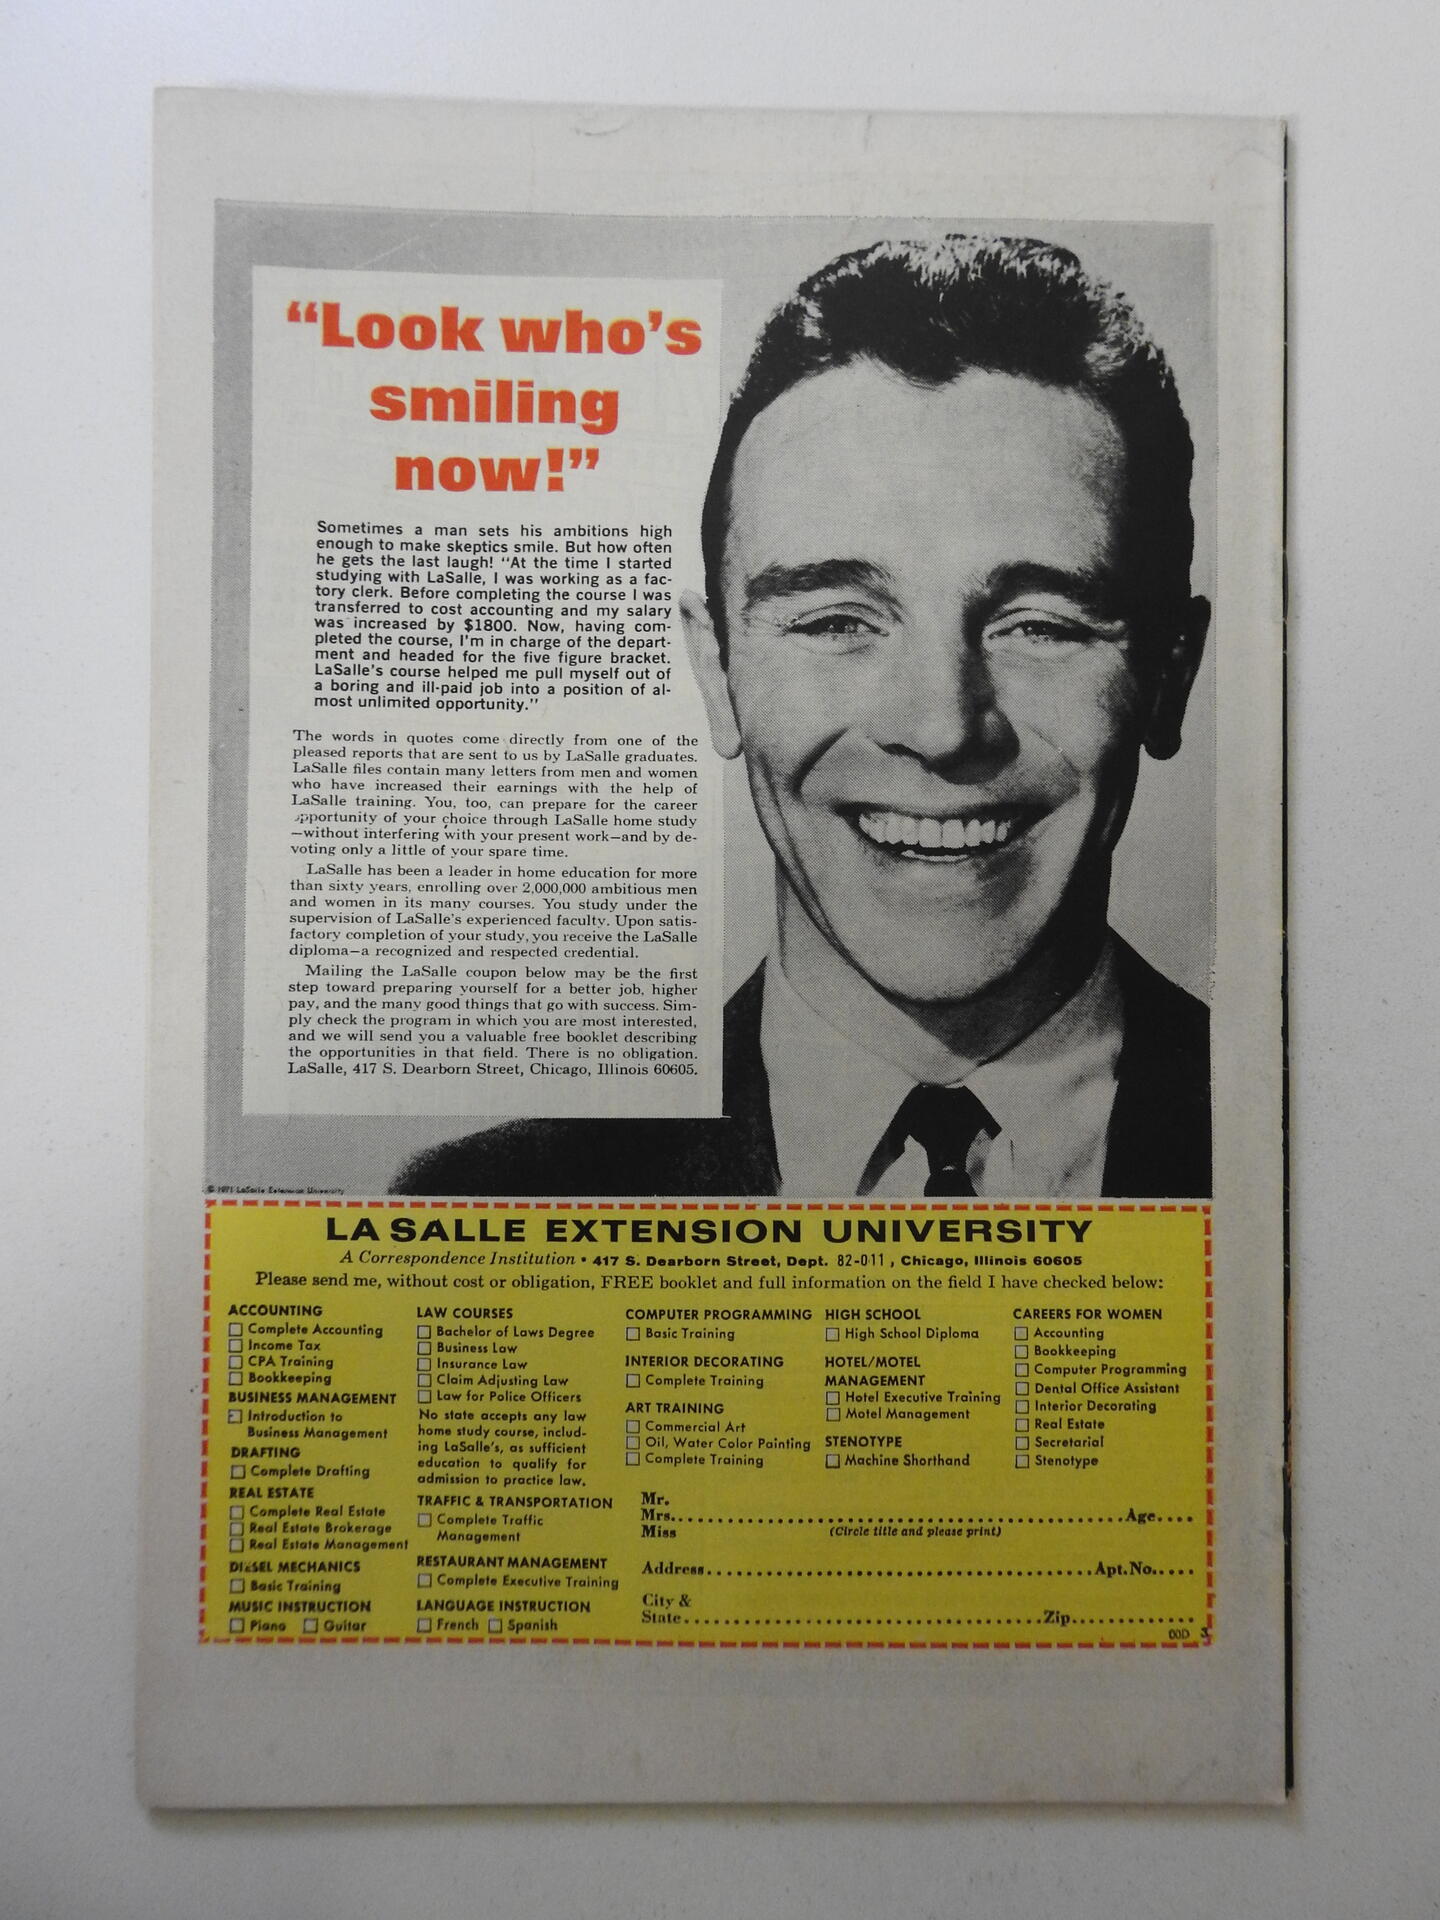 “Look who’s
smiling
now!”
Sometimes a man sets his ambitions high
enough to make skeptics smile. But how often
he gets the last laugh! “At the time I started
studying with LaSalle, I was working as a fac-
tory clerk. Before completing the course I was
transferred to cost accounting and my salary
was increased by $1800. Now, having com-
pleted the course, I’m in charge of the depart-
ment and headed for the five figure bracket.
LaSalle’s course helped me pull myself out of
a boring and ill-paid job into a position of al-
most unlimited opportunity.”
The words in quotes come directly from one of the
pleased reports that are sent to us by LaSalle graduates.
LaSalle files contain many letters from men and women
who have increased their earnings with the help of
LaSalle training. You, too, can prepare for the career
opportunity of your choice through LaSalle home study
—without interfering with your present work—and by de-
voting only a little of your spare time.
LaSalle has been a leader in home education for more
than sixty years, enrolling over 2,000,000 ambitious men
and women in its many courses. You study under the
supervision of LaSalle’s experienced faculty. Upon satis-
factory completion of your study, you receive the LaSalle
diploma—a recognized and respected credential.
Mailing the LaSalle coupon below may be the first
step toward preparing yourself for a better job, higher
pay, and the many good things that go with success. Sim-
ply check the program in which you are most interested,
and we will send you a valuable free booklet describing
the opportunities in that field. There is no obligation.
LaSalle, 417 S. Dearborn Street, Chicago, Illinois 60605.
© 1971 LaSalle Extension University
LA SALLE EXTENSION UNIVERSITY
A Correspondence Institution • 417 S. Dearborn Street, Dept. 82-011, Chicago, Illinois 60605
Please send me, without cost or obligation, FREE booklet and full information on the field I have checked below:
ACCOUNTING
Complete Accounting
Income Tax
CPA Training
Bookkeeping
BUSINESS MANAGEMENT
Introduction to
Business Management
DRAFTING
Complete Drafting
REAL ESTATE
Complete Real Estate
Real Estate Brokerage
Real Estate Management
DIESEL MECHANICS
Basic Training
MUSIC INSTRUCTION
Piano Guitar
LAW COURSES
Bachelor of Laws Degree
Business Law
Insurance Law
Claim Adjusting Law
Law for Police Officers
No state accepts any law
home study course, includ-
ing LaSalle’s, as sufficient
education to qualify for
admission to practice law.
TRAFFIC & TRANSPORTATION
Complete Traffic
Management
RESTAURANT MANAGEMENT
Complete Executive Training
LANGUAGE INSTRUCTION
French Spanish
COMPUTER PROGRAMMING
Basic Training
INTERIOR DECORATING
Complete Training
ART TRAINING
Commercial Art
Oil, Water Color Painting
Complete Training
HIGH SCHOOL
High School Diploma
HOTEL/MOTEL
MANAGEMENT
Hotel Executive Training
Motel Management
STENOTYPE
Machine Shorthand
CAREERS FOR WOMEN
Accounting
Bookkeeping
Computer Programming
Dental Office Assistant
Interior Decorating
Real Estate
Secretarial
Stenotype
Mr.
Mrs. Age
Miss (Circle title and please print)
Address Apt. No.
City &
State Zip
00D 3